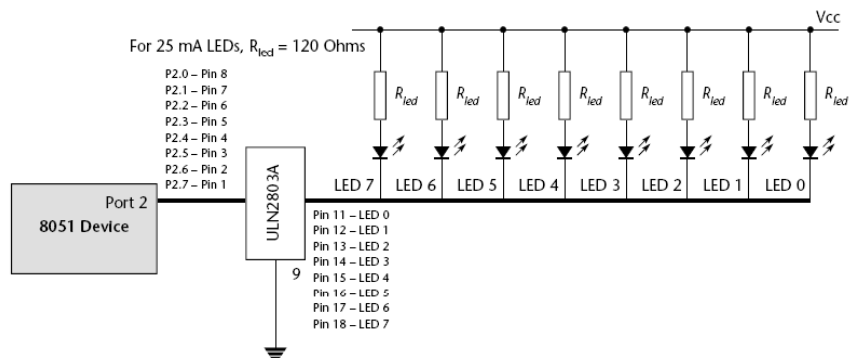 Vcc
For 25 mA LEDs, Rled = 120 Ohms
P2.0 – Pin 8
P2.1 – Pin 7
P2.2 – Pin 6
P2.3 – Pin 5
P2.4 – Pin 4
P2.5 – Pin 3
P2.6 – Pin 2
P2.7 – Pin 1
Rled Rled Rled Rled Rled Rled Rled Rled
LED 7 LED 6 LED 5 LED 4 LED 3 LED 2 LED 1 LED 0
Port 2
8051 Device
ULN2803A
9
Pin 11 – LED 0
Pin 12 – LED 1
Pin 13 – LED 2
Pin 14 – LED 3
Pin 15 – LED 4
Pin 16 – LED 5
Pin 17 – LED 6
Pin 18 – LED 7